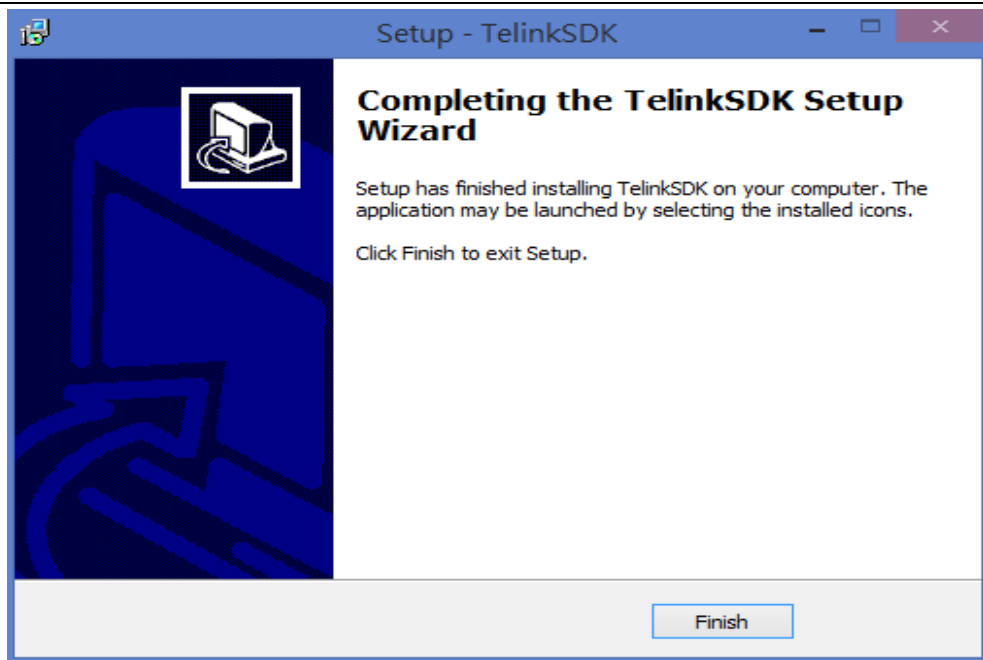 Setup - TelinkSDK
Completing the TelinkSDK Setup
Wizard
Setup has finished installing TelinkSDK on your computer. The
application may be launched by selecting the installed icons.
Click Finish to exit Setup.
Finish